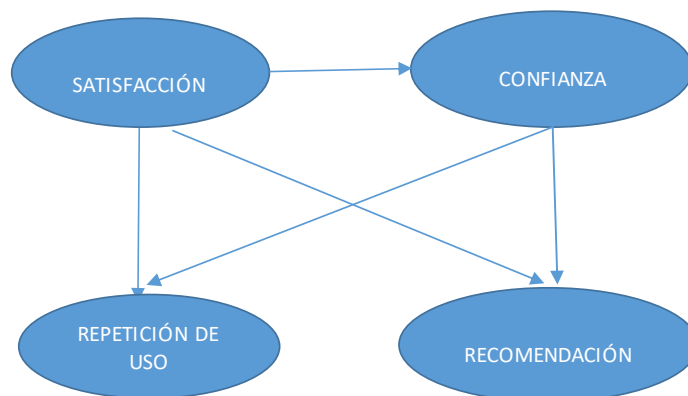 SATISFACCIÓN
CONFIANZA
REPETICIÓN DE
USO
RECOMENDACIÓN